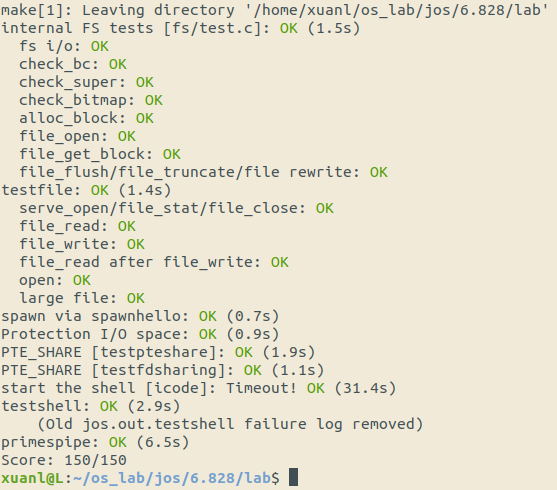 make[1]: Leaving directory '/home/xuanl/os_lab/jos/6.828/lab'
internal FS tests [fs/test.c]: OK (1.5s)
  fs i/o: OK
  check_bc: OK
  check_super: OK
  check_bitmap: OK
  alloc_block: OK
  file_open: OK
  file_get_block: OK
  file_flush/file_truncate/file rewrite: OK
testfile: OK (1.4s)
  serve_open/file_stat/file_close: OK
  file_read: OK
  file_write: OK
  file_read after file_write: OK
  open: OK
  large file: OK
spawn via spawnhello: OK (0.7s)
Protection I/O space: OK (0.9s)
PTE_SHARE [testpteshare]: OK (1.9s)
PTE_SHARE [testfdsharing]: OK (1.1s)
start the shell [icode]: Timeout! OK (31.4s)
testshell: OK (2.9s)
    (Old jos.out.testshell failure log removed)
primespipe: OK (6.5s)
Score: 150/150
xuanl@L:~/os_lab/jos/6.828/lab$